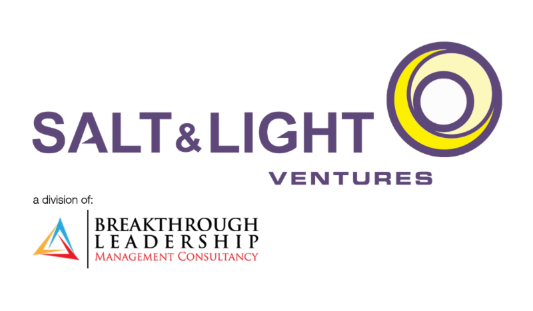 SALT & LIGHT
VENTURES
a division of:
BREAKTHROUGH
LEADERSHIP
MANAGEMENT CONSULTANCY